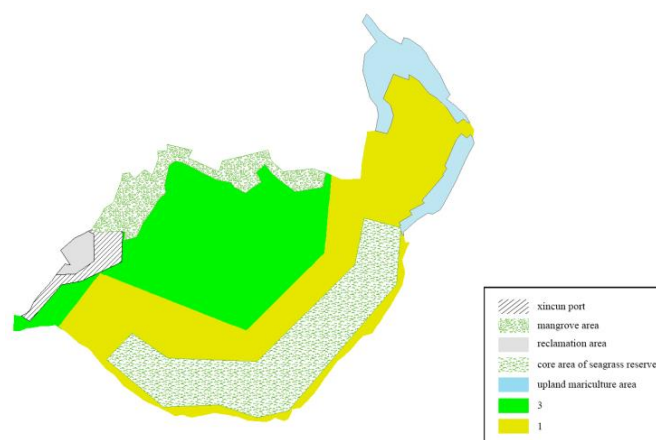 xincun port
mangrove area
reclamation area
core area of seagrass reserve
upland mariculture area
3
1